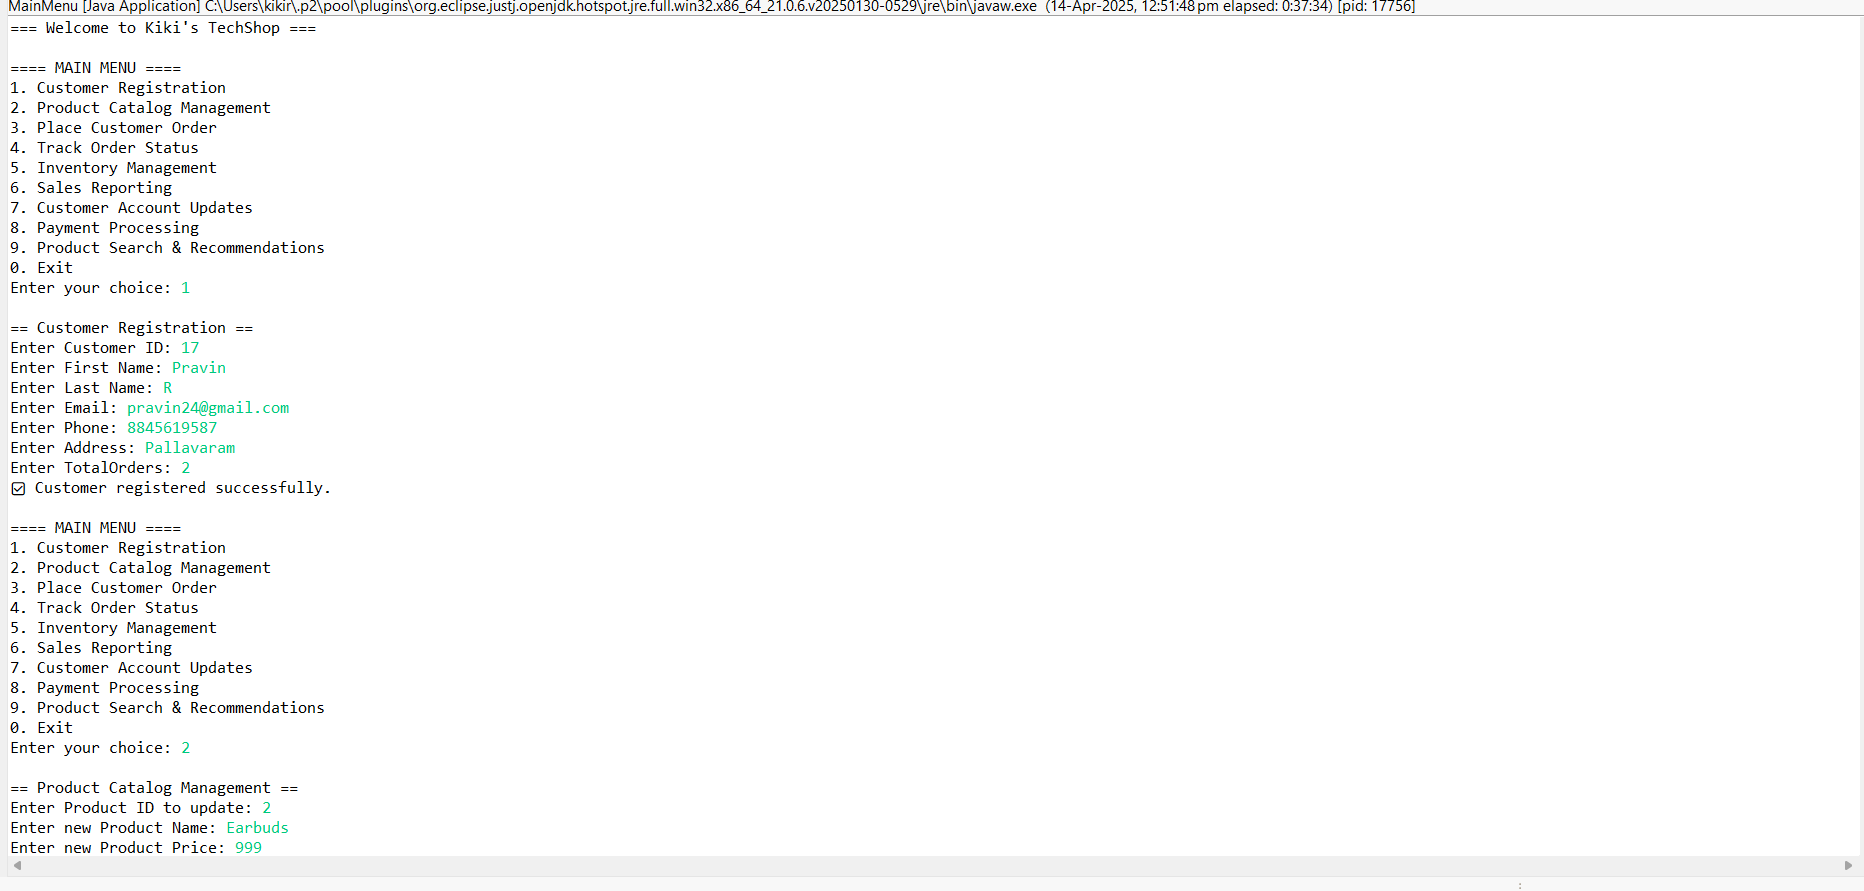 MainMenu [Java Application] C:\Users\kikir\.p2\pool\plugins\org.eclipse.justj.openjdk.hotspot.jre.full.win32.x86_64_21.0.6.v20250130-0529\jre\bin\javaw.exe (14-Apr-2025, 12:51:48 pm elapsed: 0:37:34) [pid: 17756]
=== Welcome to Kiki's TechShop ===
==== MAIN MENU ====
1. Customer Registration
2. Product Catalog Management
3. Place Customer Order
4. Track Order Status
5. Inventory Management
6. Sales Reporting
7. Customer Account Updates
8. Payment Processing
9. Product Search & Recommendations
0. Exit
Enter your choice: 1
== Customer Registration ==
Enter Customer ID: 17
Enter First Name: Pravin
Enter Last Name: R
Enter Email: pravin24@gmail.com
Enter Phone: 8845619587
Enter Address: Pallavaram
Enter TotalOrders: 2
☑ Customer registered successfully.
==== MAIN MENU ====
1. Customer Registration
2. Product Catalog Management
3. Place Customer Order
4. Track Order Status
5. Inventory Management
6. Sales Reporting
7. Customer Account Updates
8. Payment Processing
9. Product Search & Recommendations
0. Exit
Enter your choice: 2
== Product Catalog Management ==
Enter Product ID to update: 2
Enter new Product Name: Earbuds
Enter new Product Price: 999